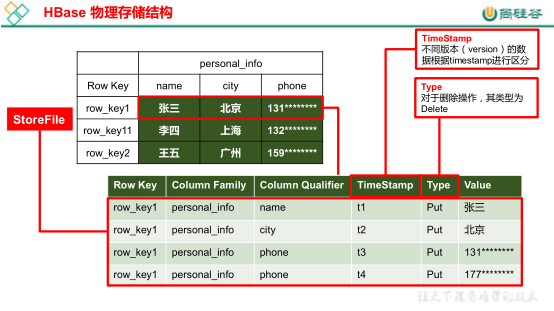 HBase 物理存储结构
尚硅谷
TimeStamp
不同版本（version）的数
据根据timestamp进行区分
Type
对于删除操作，其类型为
Delete
personal_info
Row Key name city phone
row_key1 张三 北京 131********
row_key11 李四 上海 132********
row_key2 王五 广州 159********
StoreFile
Row Key Column Family Column Qualifier TimeStamp Type Value
row_key1 personal_info name t1 Put 张三
row_key1 personal_info city t2 Put 北京
row_key1 personal_info phone t3 Put 131********
row_key1 personal_info phone t4 Put 177********
让天下没有难学的技术